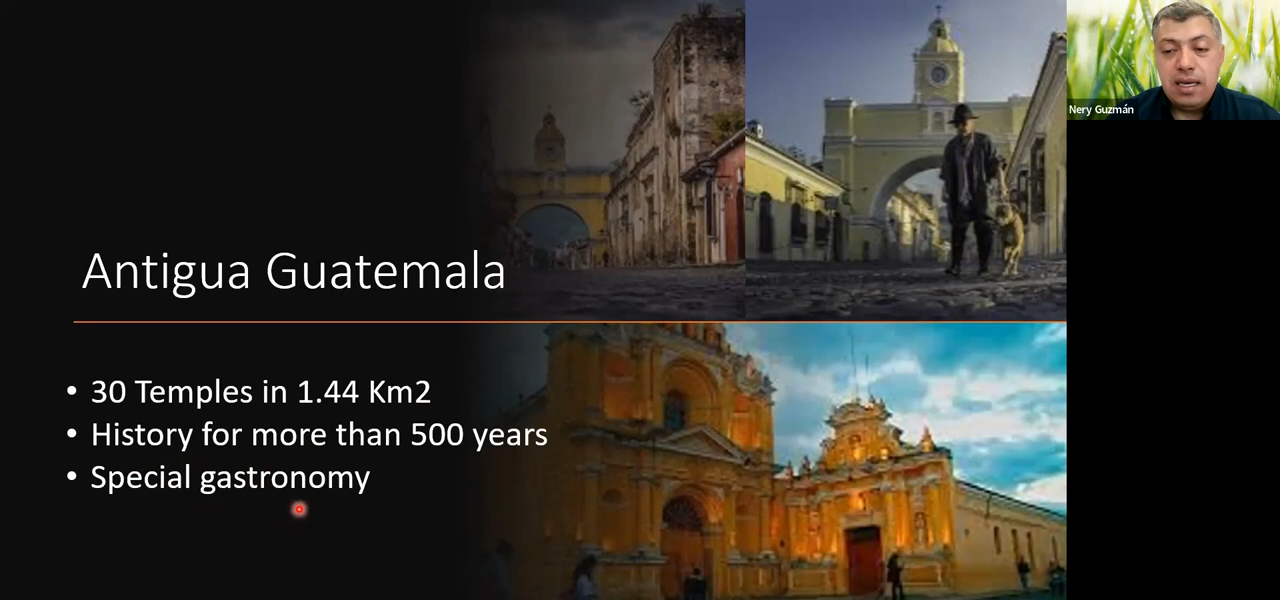 Nery Guzmán
Antigua Guatemala
• 30 Temples in 1.44 Km2
• History for more than 500 years
• Special gastronomy